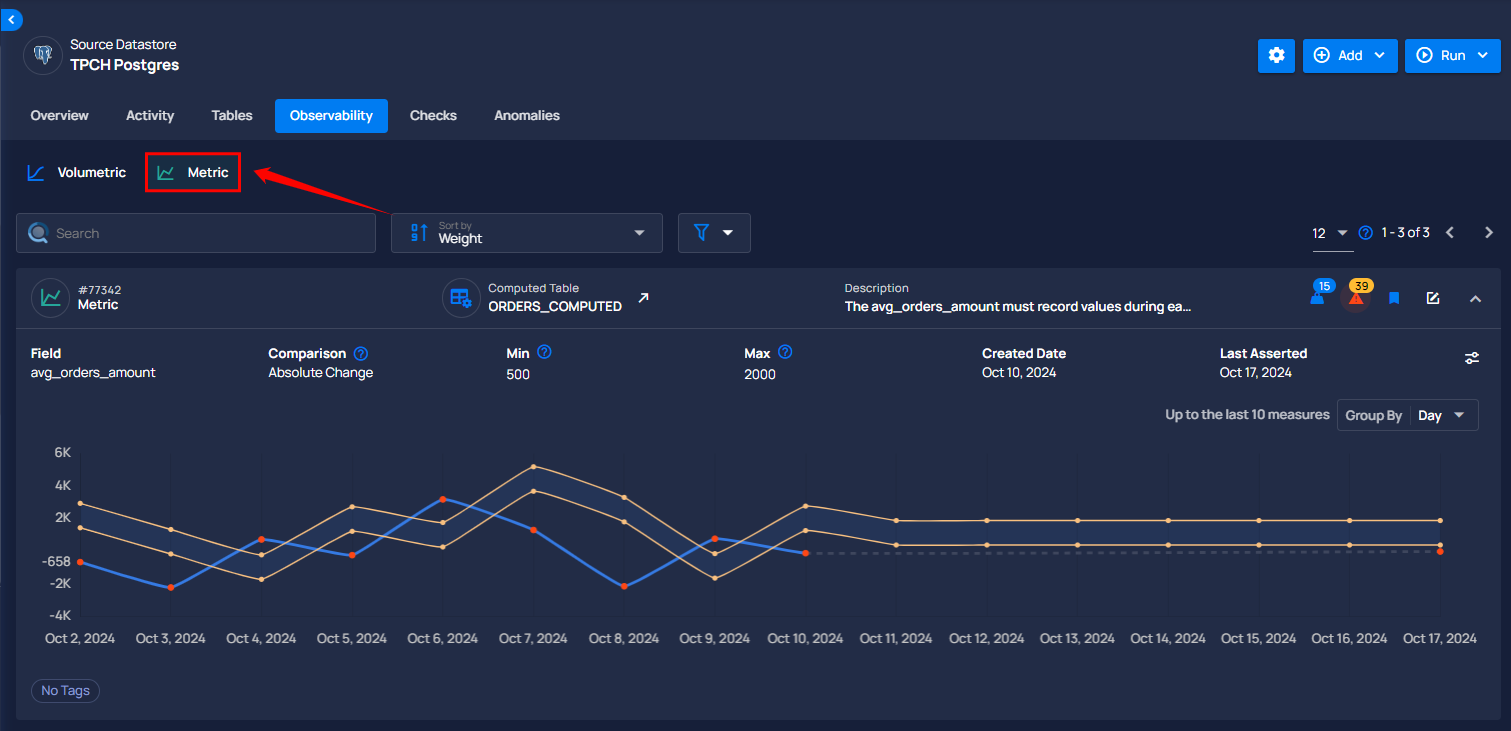 Source Datastore
TPCH Postgres
Add
Run
Overview
Activity
Tables
Observability
Checks
Anomalies
Volumetric
Metric
Search
Sort by
Weight
12
1 - 3 of 3
#77342
Metric
Computed Table
ORDERS_COMPUTED
Description
The avg_orders_amount must record values during ea...
15
39
Field
avg_orders_amount
Comparison
Absolute Change
Min
500
Max
2000
Created Date
Oct 10, 2024
Last Asserted
Oct 17, 2024
Up to the last 10 measures
Group By
Day
6K
4K
2K
-658
-2K
-4K
Oct 2, 2024
Oct 3, 2024
Oct 4, 2024
Oct 5, 2024
Oct 6, 2024
Oct 7, 2024
Oct 8, 2024
Oct 9, 2024
Oct 10, 2024
Oct 11, 2024
Oct 12, 2024
Oct 13, 2024
Oct 14, 2024
Oct 15, 2024
Oct 16, 2024
Oct 17, 2024
No Tags